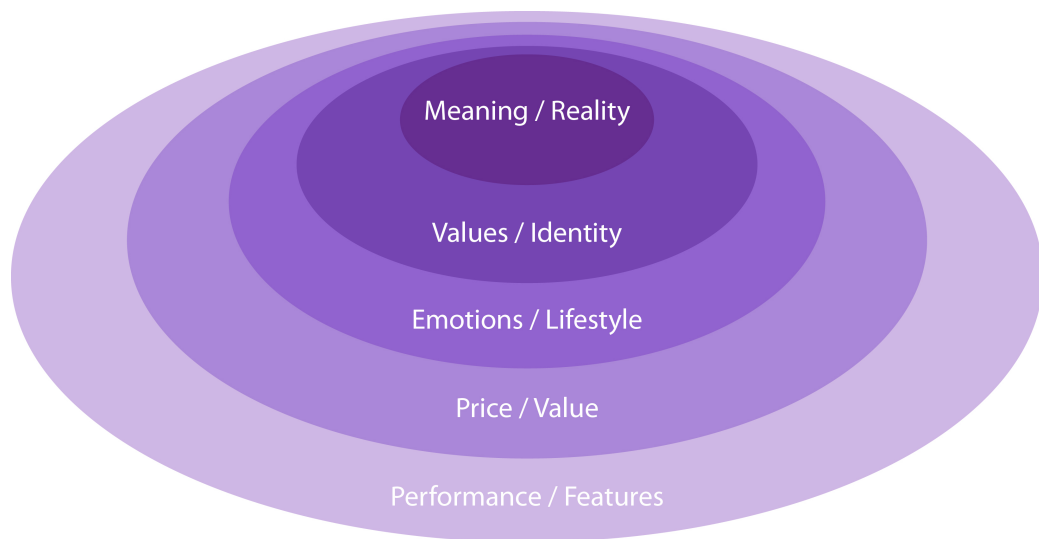 Meaning / Reality
Values / Identity
Emotions / Lifestyle
Price / Value
Performance / Features